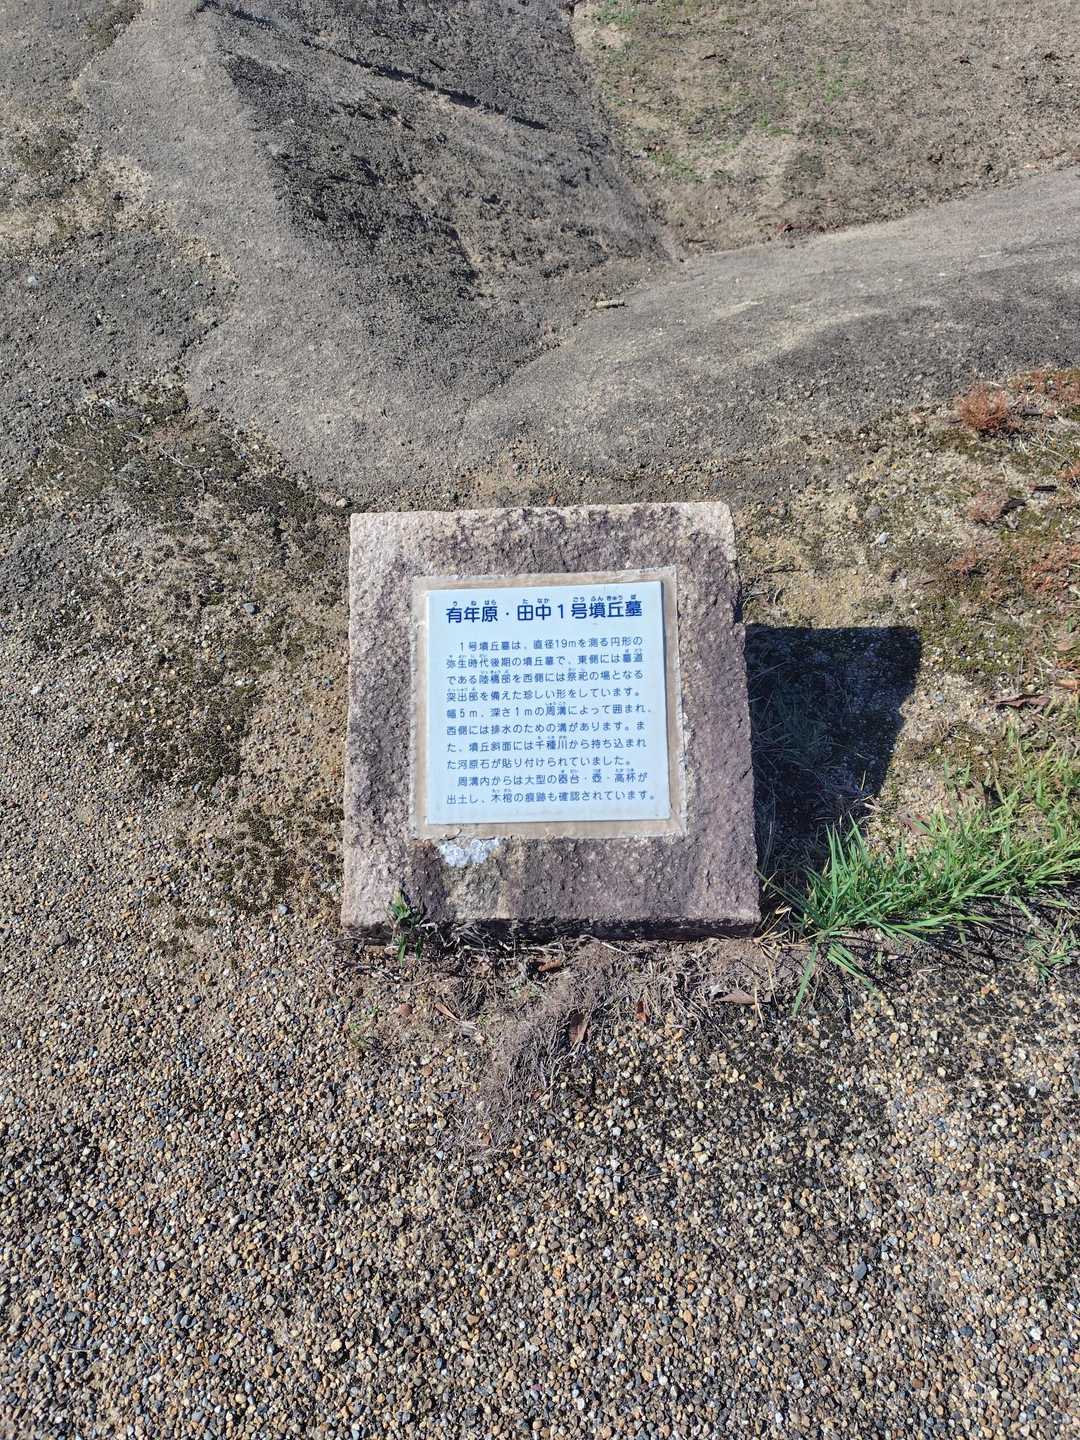 有年原・田中１号墳丘墓
１号墳丘墓は、直径19mを測る円形の
弥生時代後期の墳丘墓で、東側には墓道
である陸橋部を西側には祭祀の場となる
突出部を備えた珍しい形をしています。
幅５m、深さ１mの周溝によって囲まれ、
西側には排水のための溝があります。ま
た、墳丘斜面には千種川から持ち込まれ
た河原石が貼り付けられていました。
周溝内からは大型の器台・壺・高杯が
出土し、木棺の痕跡も確認されています。